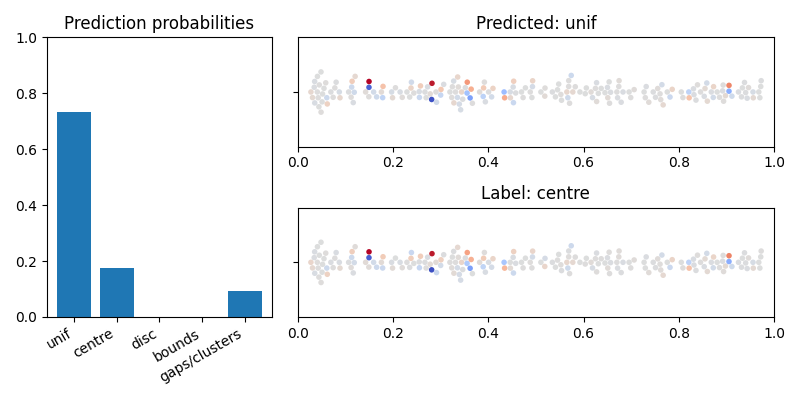 Prediction probabilities
1.0
0.8
0.6
0.4
0.2
0.0
unif
centre
disc
bounds
gaps/clusters
Predicted: unif
0.0 0.2 0.4 0.6 0.8 1.0
Label: centre
0.0 0.2 0.4 0.6 0.8 1.0